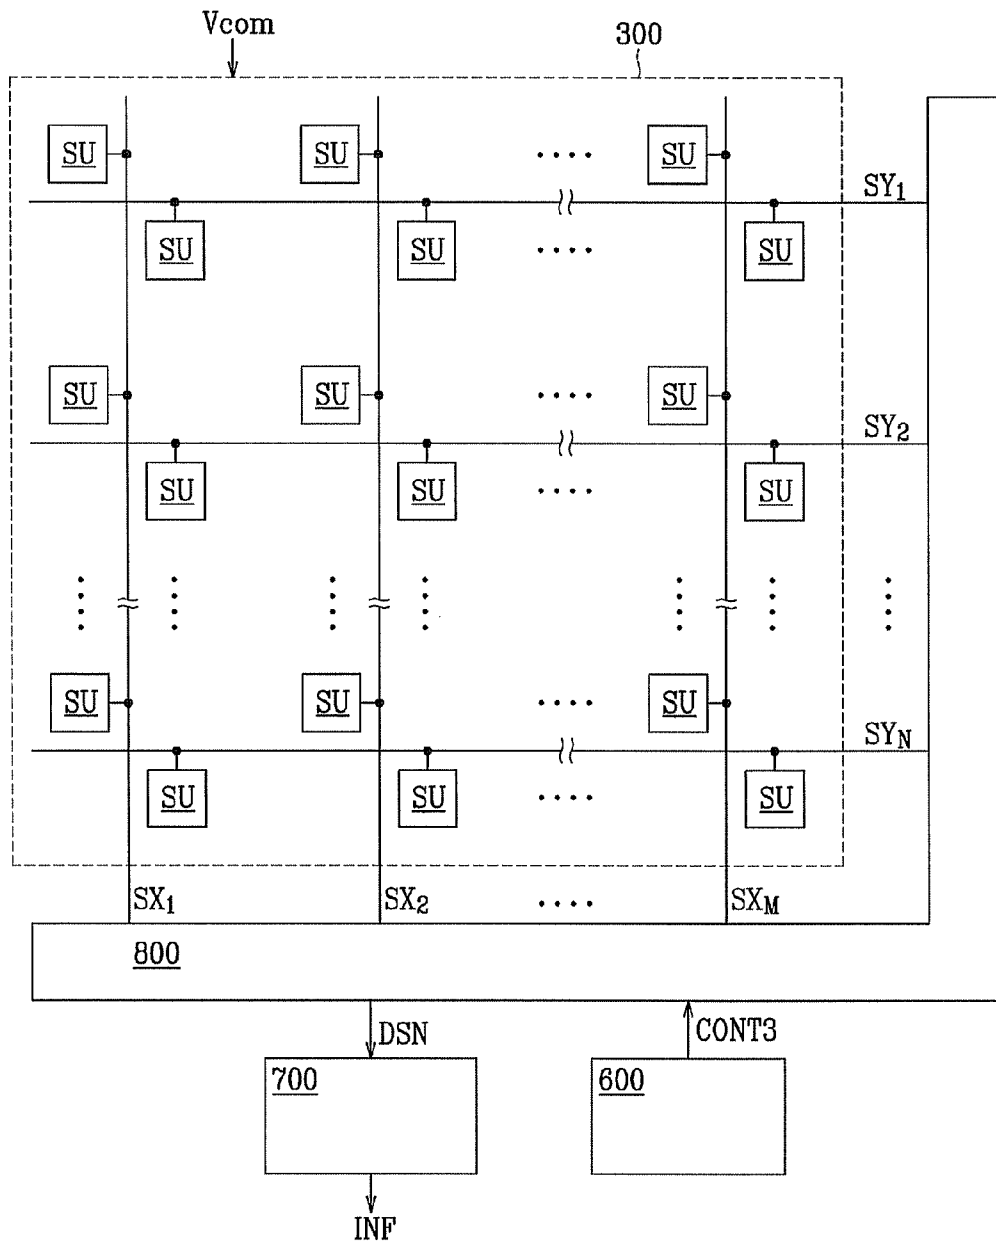 Vcom
300
SU SU SU
SY1
SU SU SU
SU SU SU
SY2
SU SU SU
SU SU SU
SYN
SU SU SU
SX1 SX2 SXM
800
DSN CONT3
700 600
INF